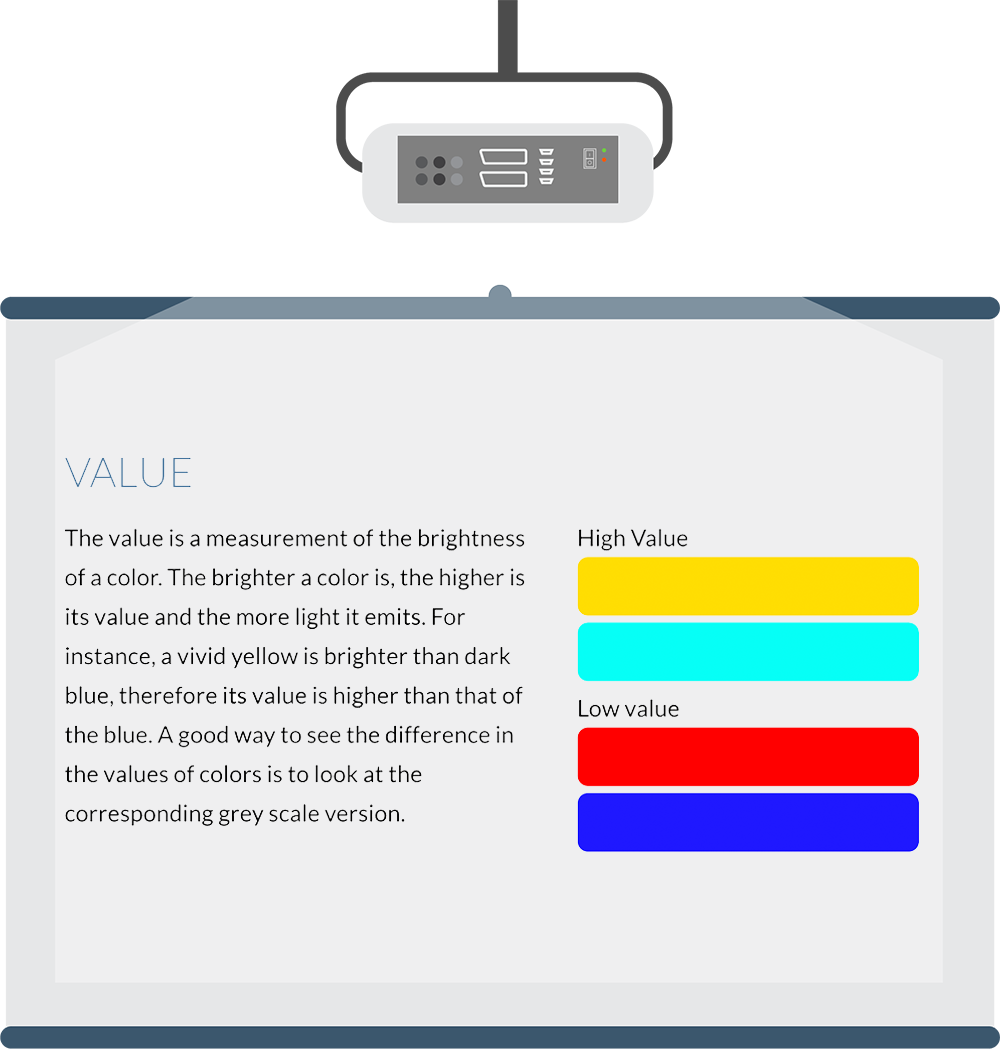 VALUE
The value is a measurement of the brightness
of a color. The brighter a color is, the higher is
its value and the more light it emits. For
instance, a vivid yellow is brighter than dark
blue, therefore its value is higher than that of
the blue. A good way to see the difference in
the values of colors is to look at the
corresponding grey scale version.
High Value
Low value